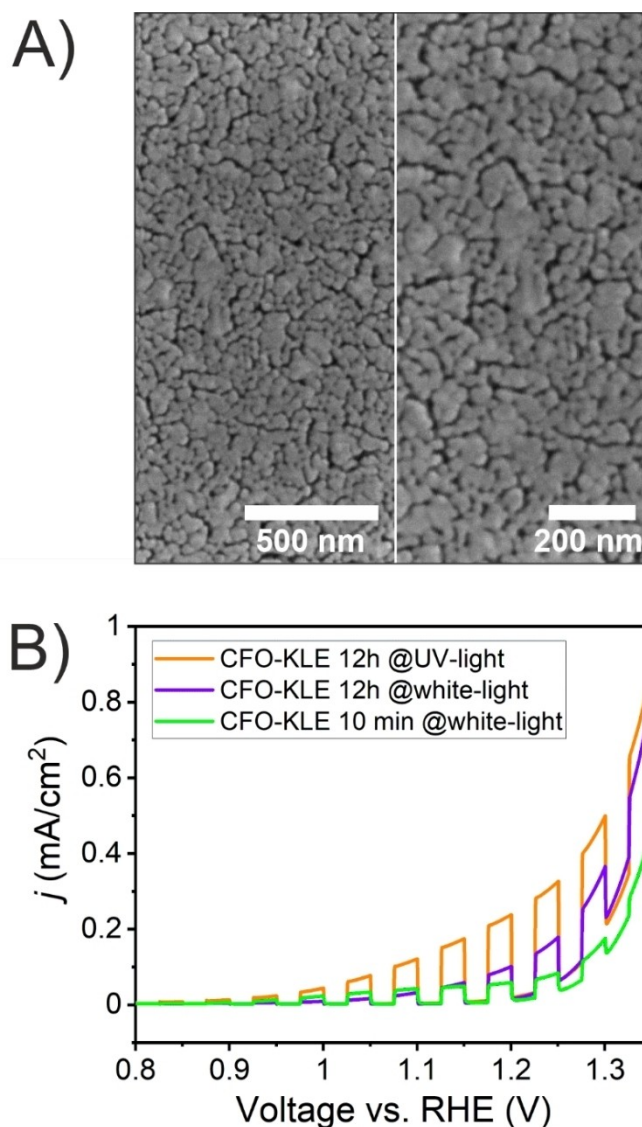 A)
500 nm
200 nm
B)
CFO-KLE 12h @UV-light
CFO-KLE 12h @white-light
CFO-KLE 10 min @white-light
1
0.8
0.6
0.4
0.2
0
j (mA/cm²)
0.8
0.9
1
1.1
1.2
1.3
Voltage vs. RHE (V)